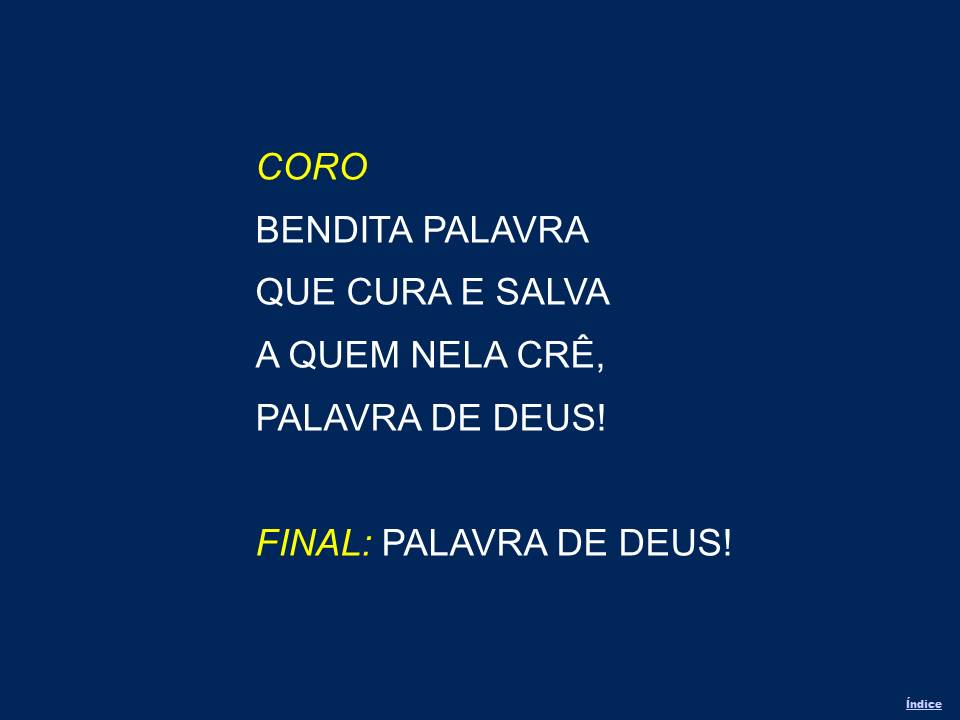 CORO
BENDITA PALAVRA
QUE CURA E SALVA
A QUEM NELA CRÊ,
PALAVRA DE DEUS!
FINAL: PALAVRA DE DEUS!
Índice